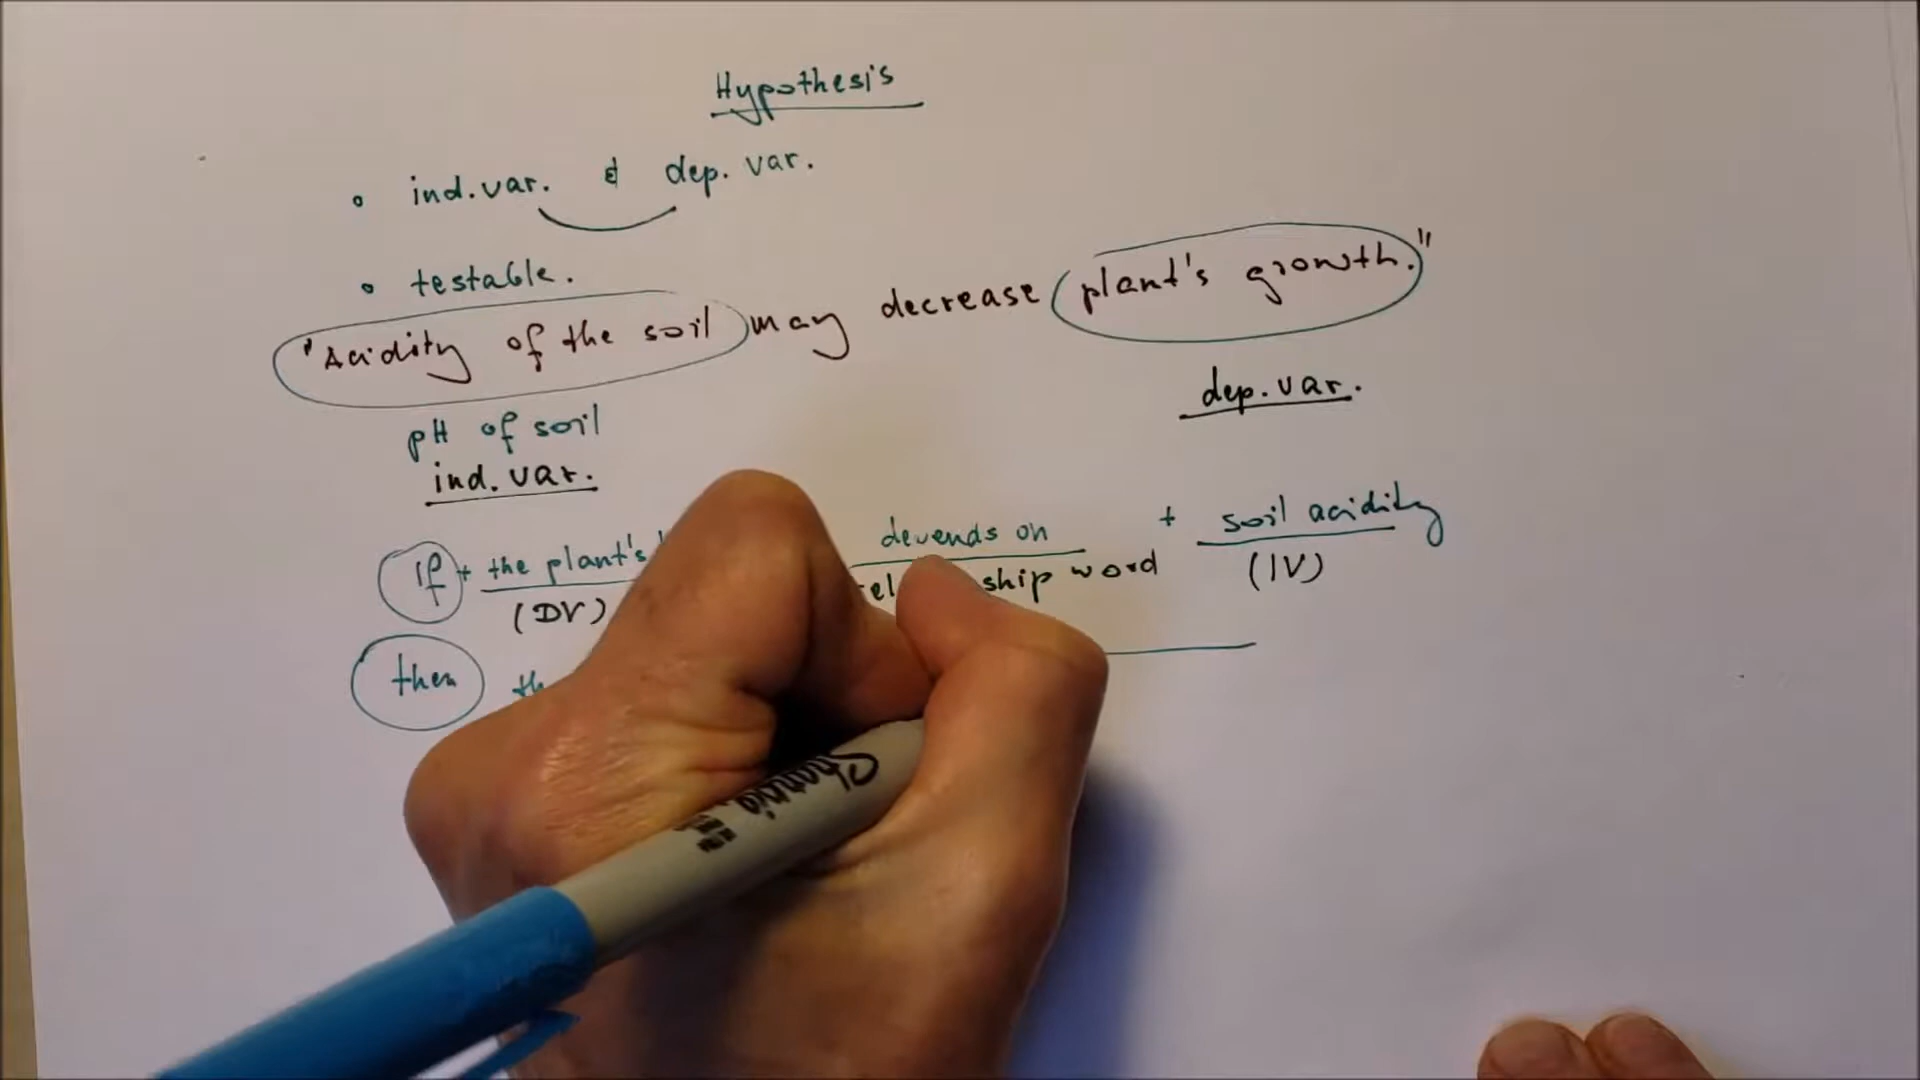 Hypothesis
ind. var. & dep. var.
testable.
"Acidity of the soil may decrease plant's growth."
pH of soil
ind. var.
dep. var.
If + the plant's depends on + soil acidity
(DV) ship word (IV)
then
Sharpie